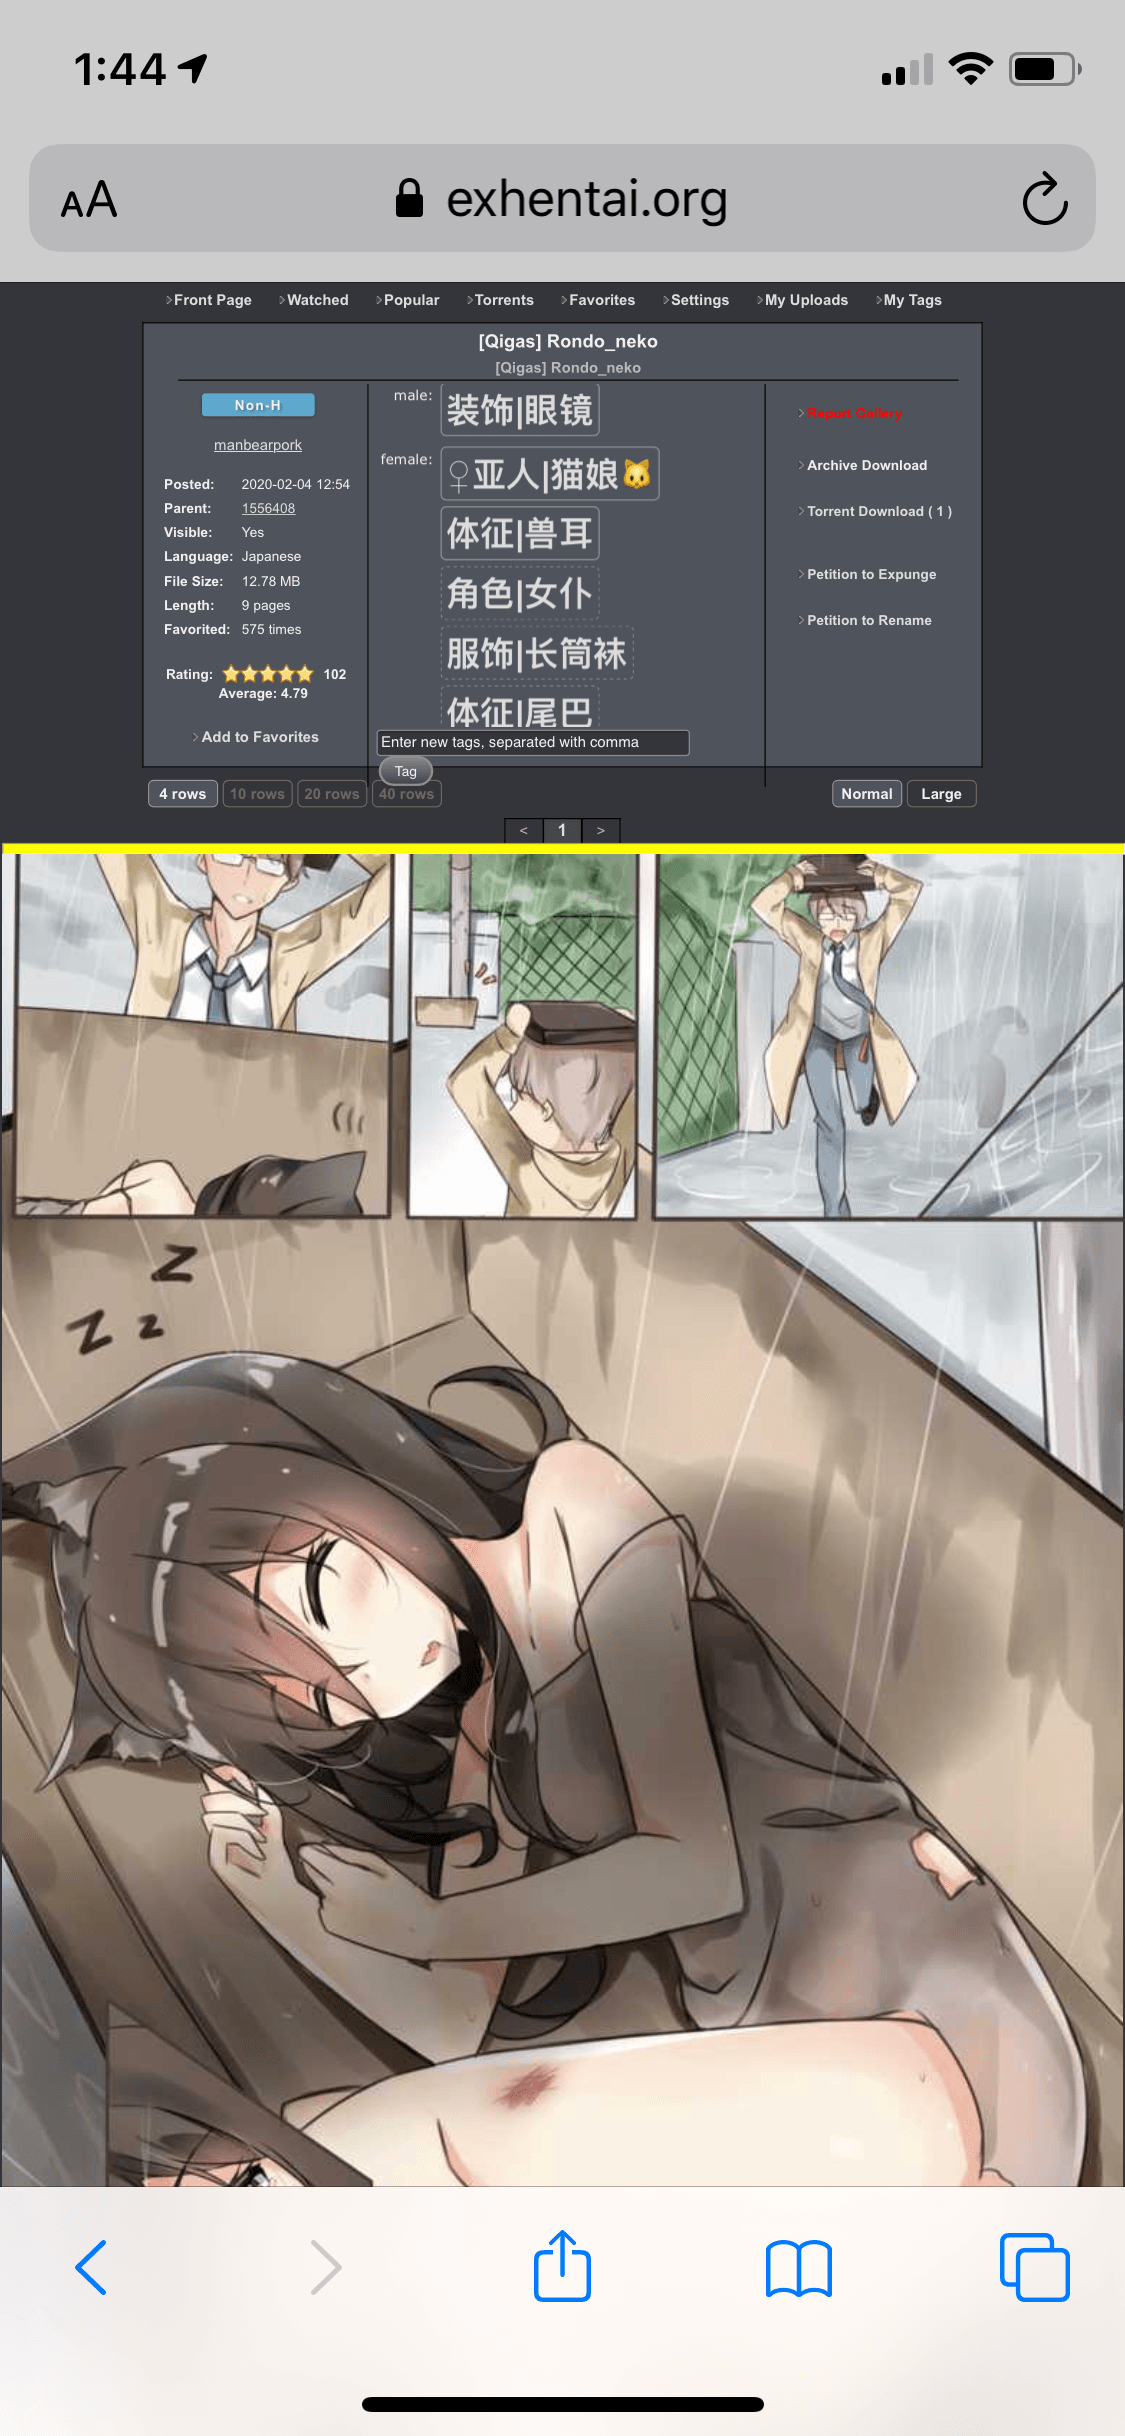 1:44
AA exhentai.org
Front Page Watched Popular Torrents Favorites Settings My Uploads My Tags
[Qigas] Rondo_neko
[Qigas] Rondo_neko
Non-H
manbearpork
Posted: 2020-02-04 12:54
Parent: 1556408
Visible: Yes
Language: Japanese
File Size: 12.78 MB
Length: 9 pages
Favorited: 575 times
Rating: 102
Average: 4.79
Add to Favorites
male: 装饰|眼镜
female: ♀亚人|猫娘🐱
体征|兽耳
角色|女仆
服饰|长筒袜
体征|尾巴
Enter new tags, separated with comma
Tag
Report Gallery
Archive Download
Torrent Download ( 1 )
Petition to Expunge
Petition to Rename
4 rows 10 rows 20 rows 40 rows
Normal Large
< 1 >
z
z z